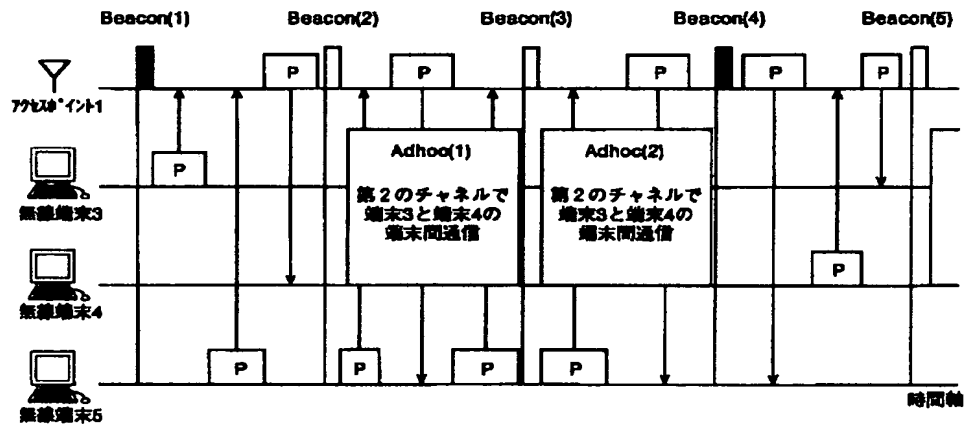 Beacon(1) Beacon(2) Beacon(3) Beacon(4) Beacon(5)
P P P P P
アクセスポイント1
P
無線端末3
Adhoc(1)
第2のチャネルで
端末3と端末4の
端末間通信
Adhoc(2)
第2のチャネルで
端末3と端末4の
端末間通信
P
無線端末4
P P P P
無線端末5
時間軸